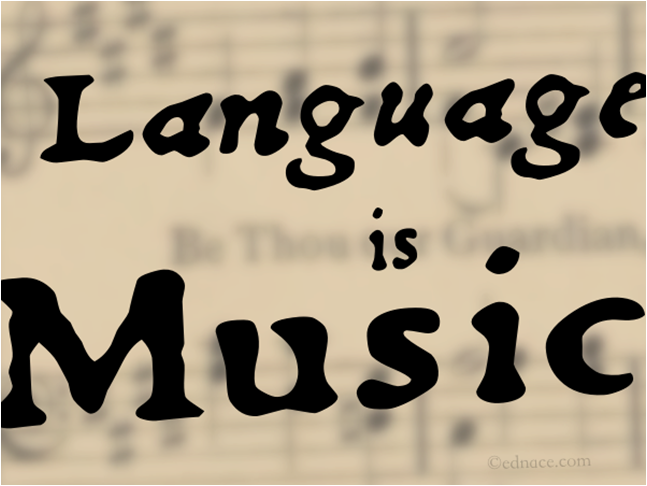 Language
is
Be Thou Guardian,
Music
©ednace.com